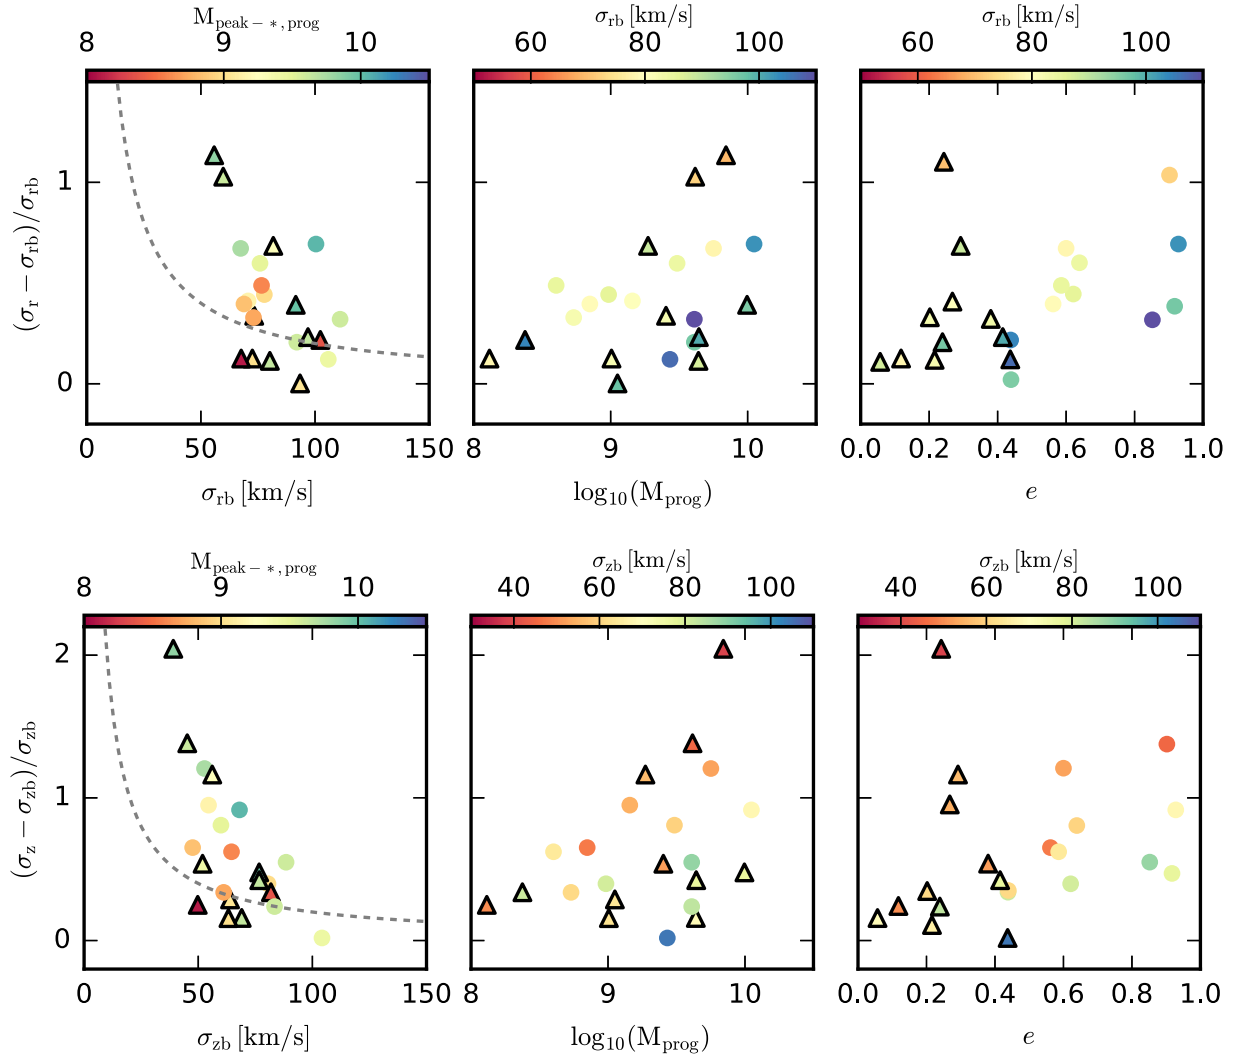 M_peak−*,prog
8 9 10
σ_rb [km/s]
60 80 100
σ_rb [km/s]
60 80 100
(σ_r − σ_rb)/σ_rb
1
0
0 50 100 150
8 9 10
0.0 0.2 0.4 0.6 0.8 1.0
σ_rb [km/s]
log₁₀(M_prog)
e
M_peak−*,prog
8 9 10
σ_zb [km/s]
40 60 80 100
σ_zb [km/s]
40 60 80 100
(σ_z − σ_zb)/σ_zb
2
1
0
0 50 100 150
8 9 10
0.0 0.2 0.4 0.6 0.8 1.0
σ_zb [km/s]
log₁₀(M_prog)
e